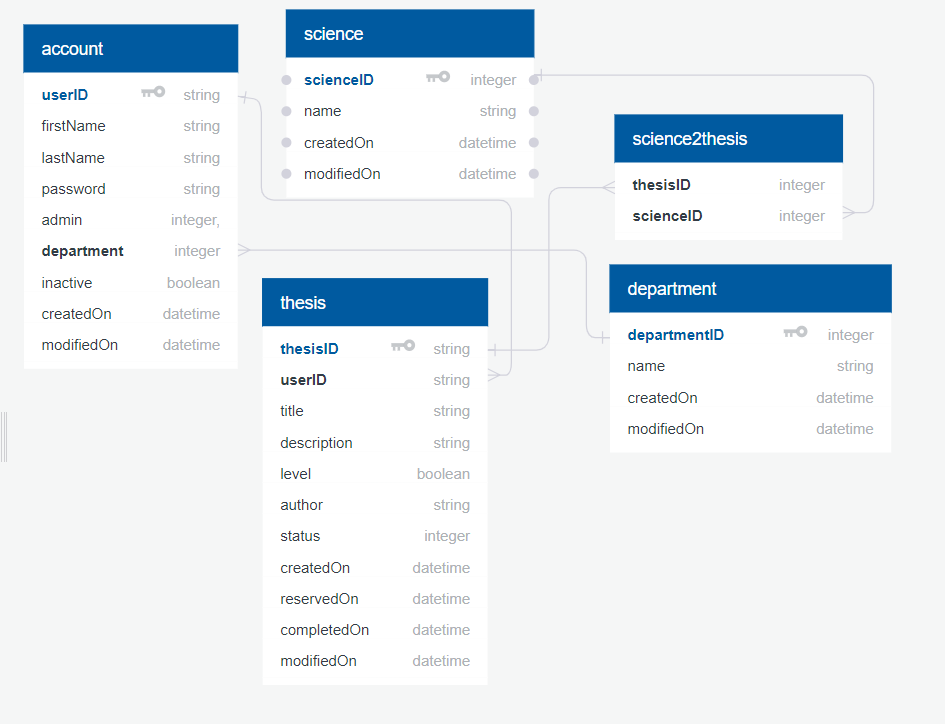 account
userID string
firstName string
lastName string
password string
admin integer,
department integer
inactive boolean
createdOn datetime
modifiedOn datetime
science
scienceID integer
name string
createdOn datetime
modifiedOn datetime
science2thesis
thesisID integer
scienceID integer
thesis
thesisID string
userID string
title string
description string
level boolean
author string
status integer
createdOn datetime
reservedOn datetime
completedOn datetime
modifiedOn datetime
department
departmentID integer
name string
createdOn datetime
modifiedOn datetime